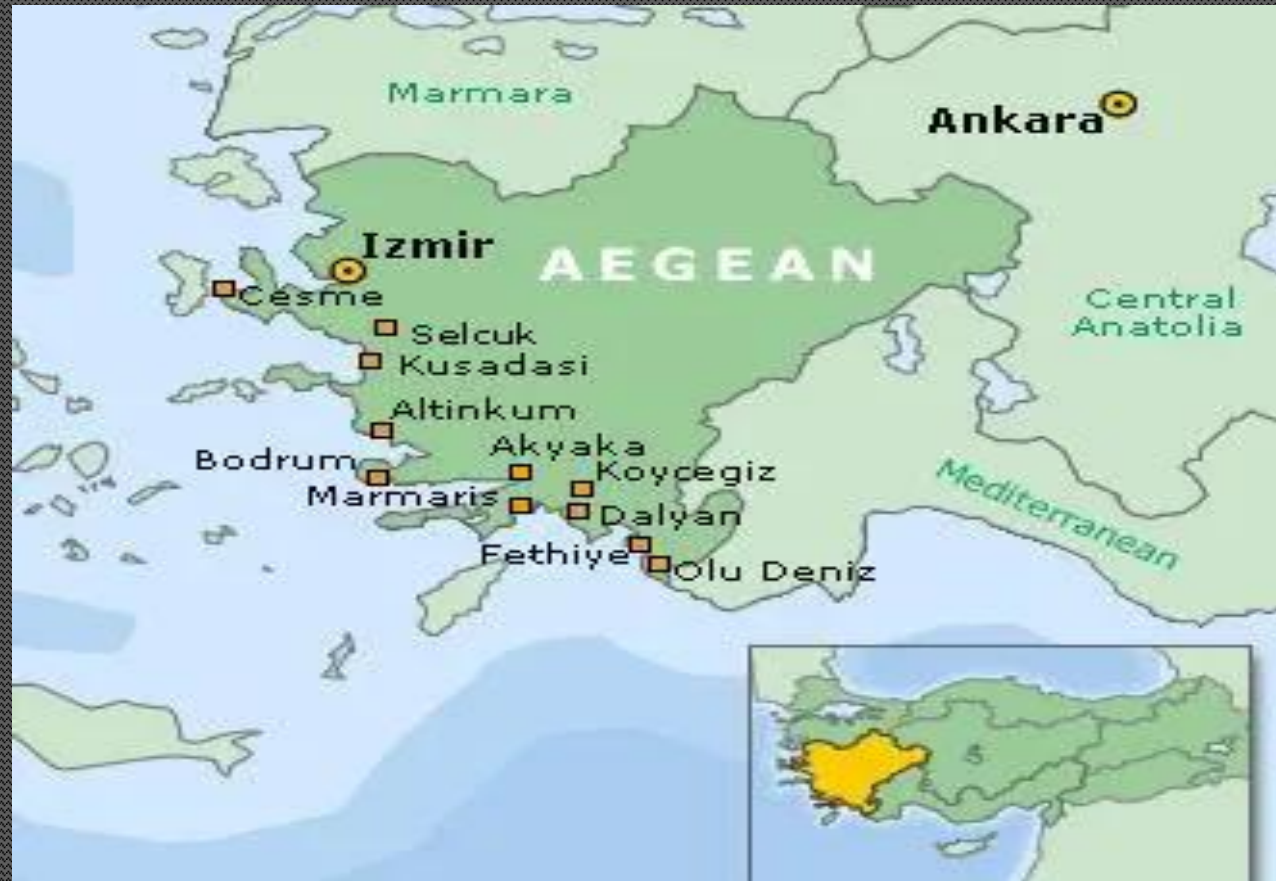 Marmara
Ankara
Izmir
AEGEAN
Cesme
Central
Anatolia
Selcuk
Kusadasi
Altinkum
Akyaka
Bodrum
Koycegiz
Marmaris
Mediterranean
Dalyan
Fethiye
Olu Deniz